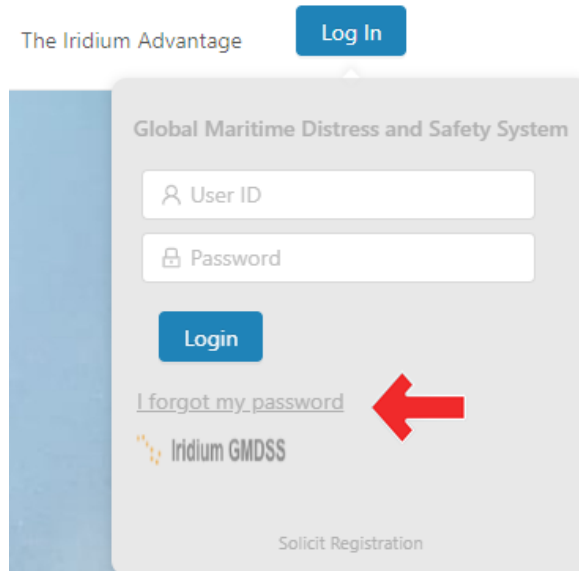 The Iridium Advantage
Log In
Global Maritime Distress and Safety System
User ID
Password
Login
I forgot my password
Iridium GMDSS
Solicit Registration